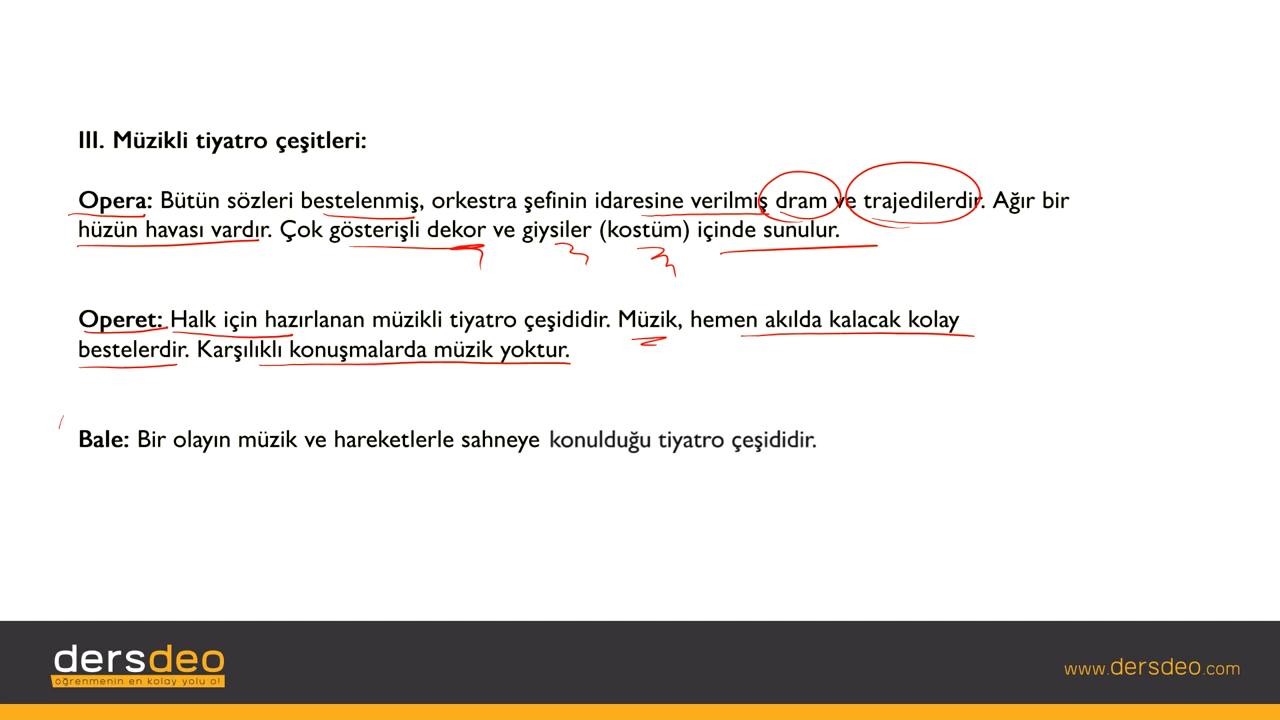 III. Müzikli tiyatro çeşitleri:
Opera: Bütün sözleri bestelenmiş, orkestra şefinin idaresine verilmiş dram ve trajedilerdir. Ağır bir
hüzün havası vardır. Çok gösterişli dekor ve giysiler (kostüm) içinde sunulur.
Operet: Halk için hazırlanan müzikli tiyatro çeşididir. Müzik, hemen akılda kalacak kolay
bestelerdir. Karşılıklı konuşmalarda müzik yoktur.
Bale: Bir olayın müzik ve hareketlerle sahneye konulduğu tiyatro çeşididir.
dersdeo
öğrenmenin en kolay yolu o!
www.dersdeo.com